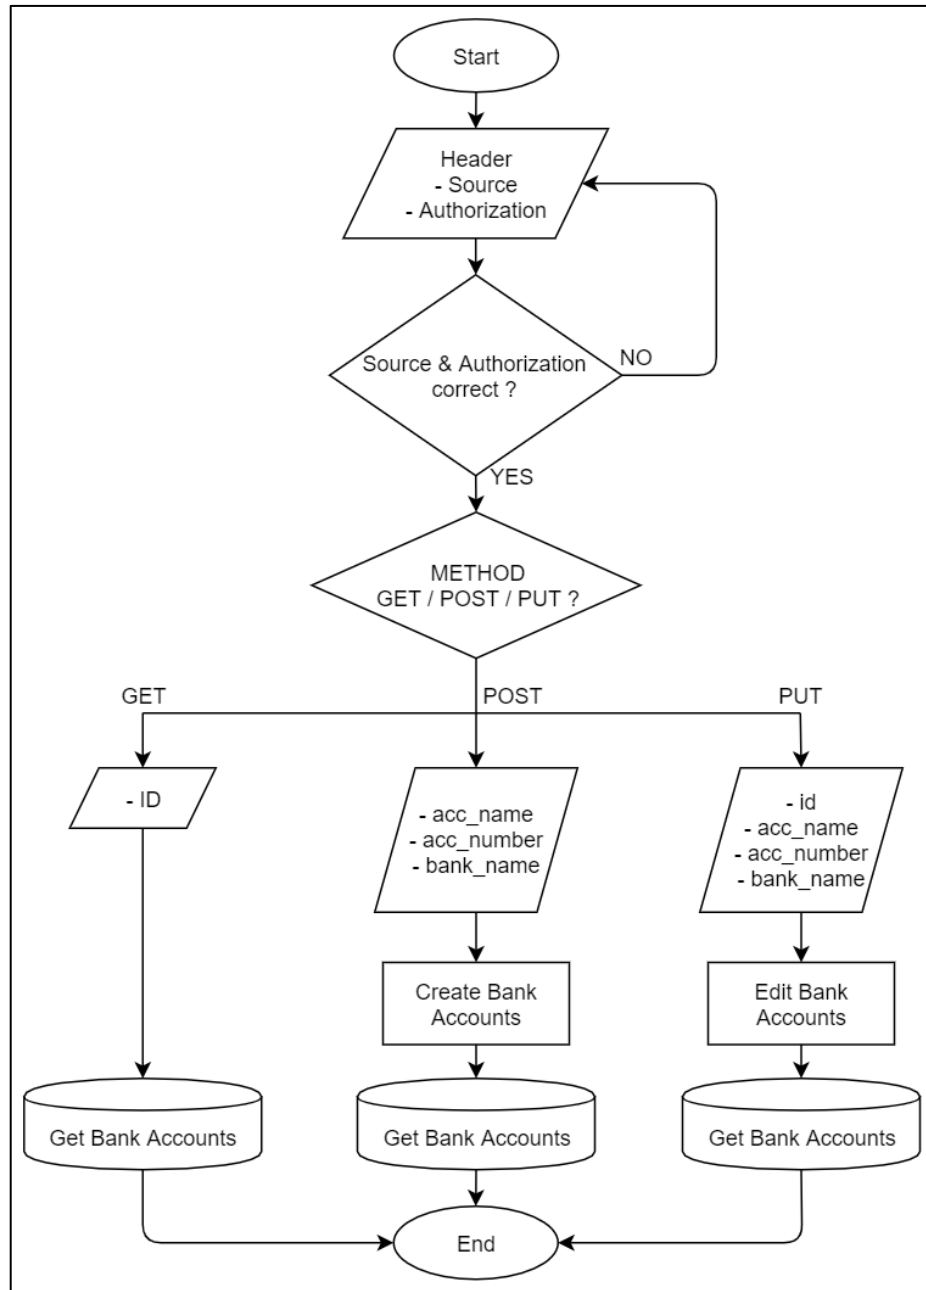 Start
Header
- Source
- Authorization
Source & Authorization
correct ?
NO
YES
METHOD
GET / POST / PUT ?
GET
POST
PUT
- ID
- acc_name
- acc_number
- bank_name
- id
- acc_name
- acc_number
- bank_name
Create Bank
Accounts
Edit Bank
Accounts
Get Bank Accounts
Get Bank Accounts
Get Bank Accounts
End